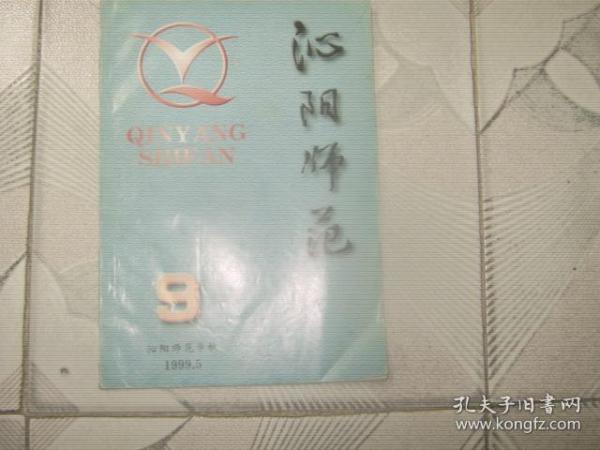 沁阳师范
QINYANG
SHIFAN
9
沁阳师范学校
1999.5
孔夫子旧书网
www.kongfz.com